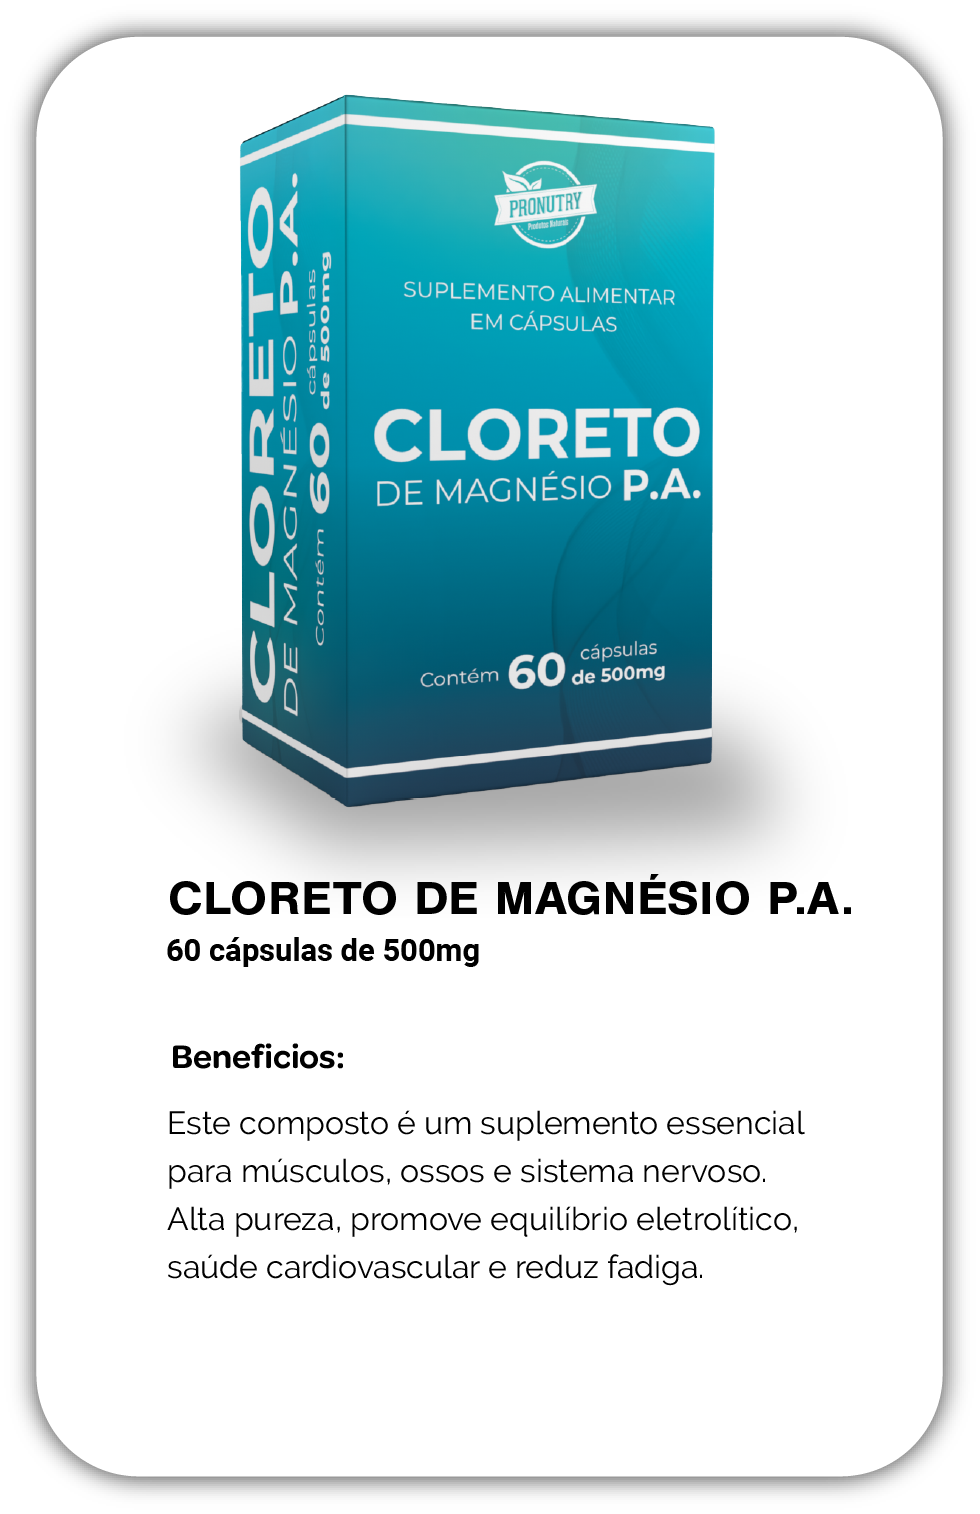 PRONUTRY
Produtos Naturais
SUPLEMENTO ALIMENTAR
EM CÁPSULAS
CLORETO
DE MAGNÉSIO P.A.
Contém 60 cápsulas
de 500mg
CLORETO
DE MAGNÉSIO P.A.
Contém 60 cápsulas
de 500mg
CLORETO DE MAGNÉSIO P.A.
60 cápsulas de 500mg
Beneficios:
Este composto é um suplemento essencial
para músculos, ossos e sistema nervoso.
Alta pureza, promove equilíbrio eletrolítico,
saúde cardiovascular e reduz fadiga.